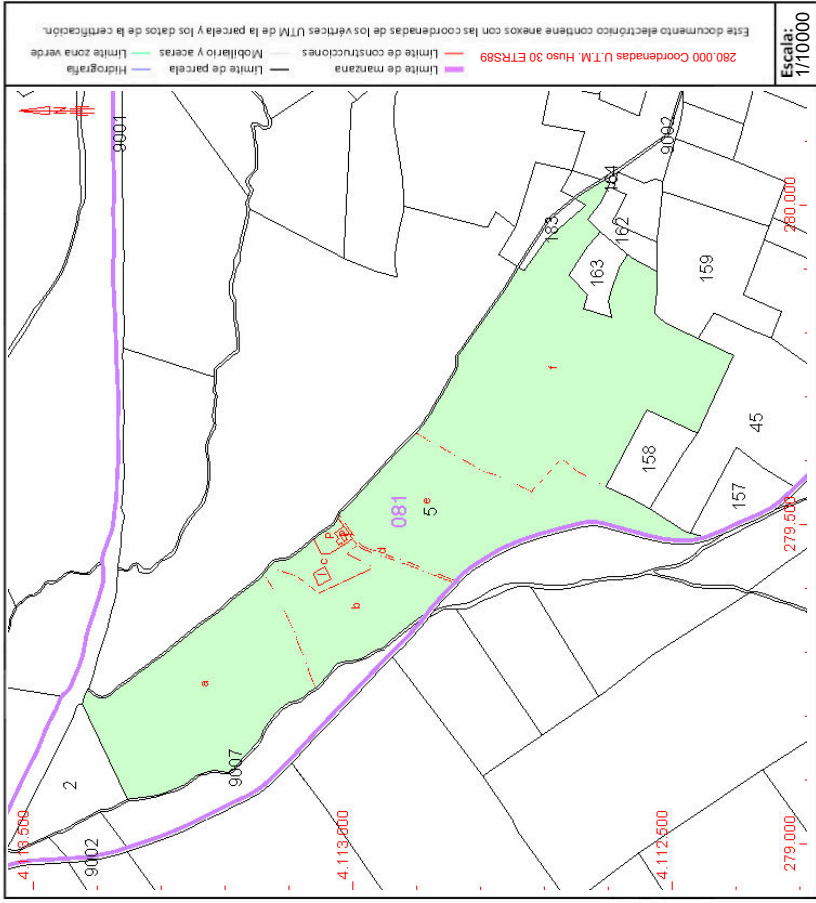 Este documento electrónico contiene anexos con las coordenadas de los vértices UTM de la parcela y los datos de la certificación.
280.000 Coordenadas U.T.M. Huso 30 ETRS89
Límite de manzana
Límite de construcciones
Límite de parcela
Mobiliario y aceras
Hidrografía
Límite zona verde
Escala:
1/10000
9001
9002
4.113.500
2
9002
9007
a
4.113.000
b
c
d
p
081
5
e
f
183
164
162
163
159
158
45
157
4.112.500
280.000
279.500
279.000